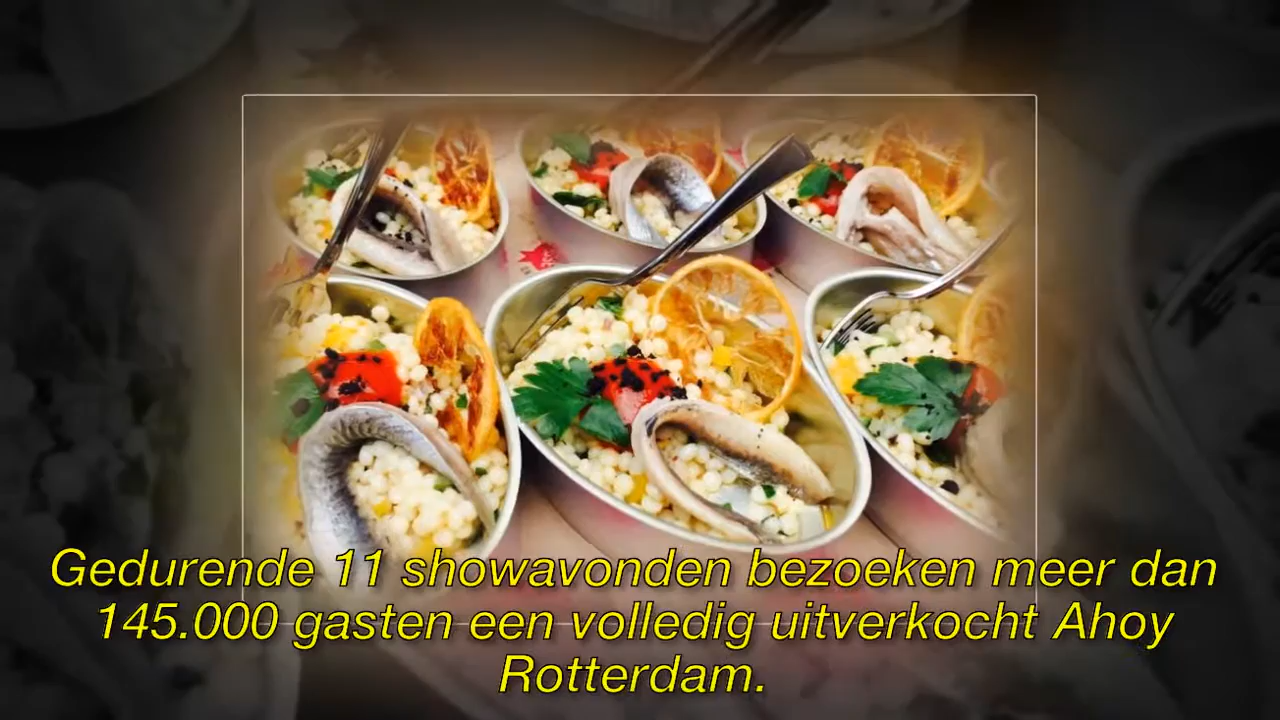 Gedurende 11 showavonden bezoeken meer dan
145.000 gasten een volledig uitverkocht Ahoy
Rotterdam.